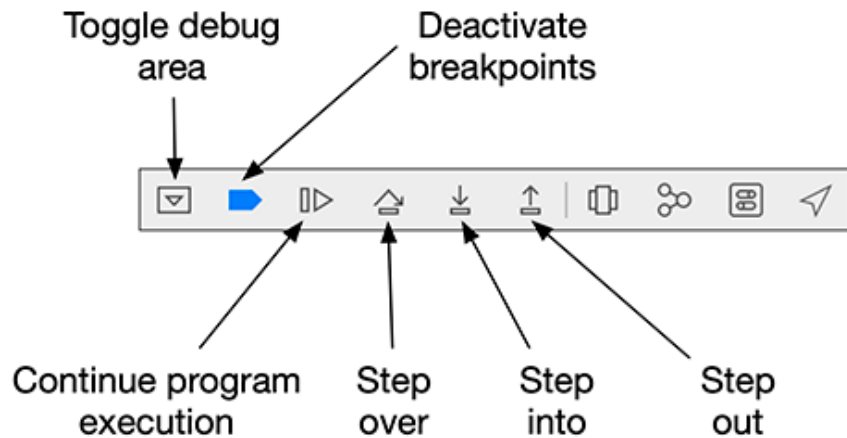 Toggle debug
area
Deactivate
breakpoints
Continue program
execution
Step
over
Step
into
Step
out